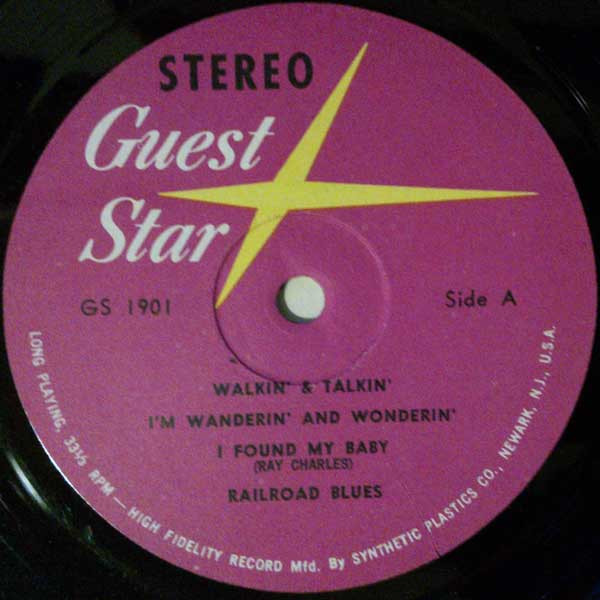 STEREO
Guest
Star
GS 1901
Side A
WALKIN' & TALKIN'
I'M WANDERIN' AND WONDERIN'
I FOUND MY BABY
(RAY CHARLES)
RAILROAD BLUES
LONG PLAYING, 33⅓ RPM — HIGH FIDELITY RECORD Mfd. By SYNTHETIC PLASTICS CO., NEWARK, N.J., U.S.A.